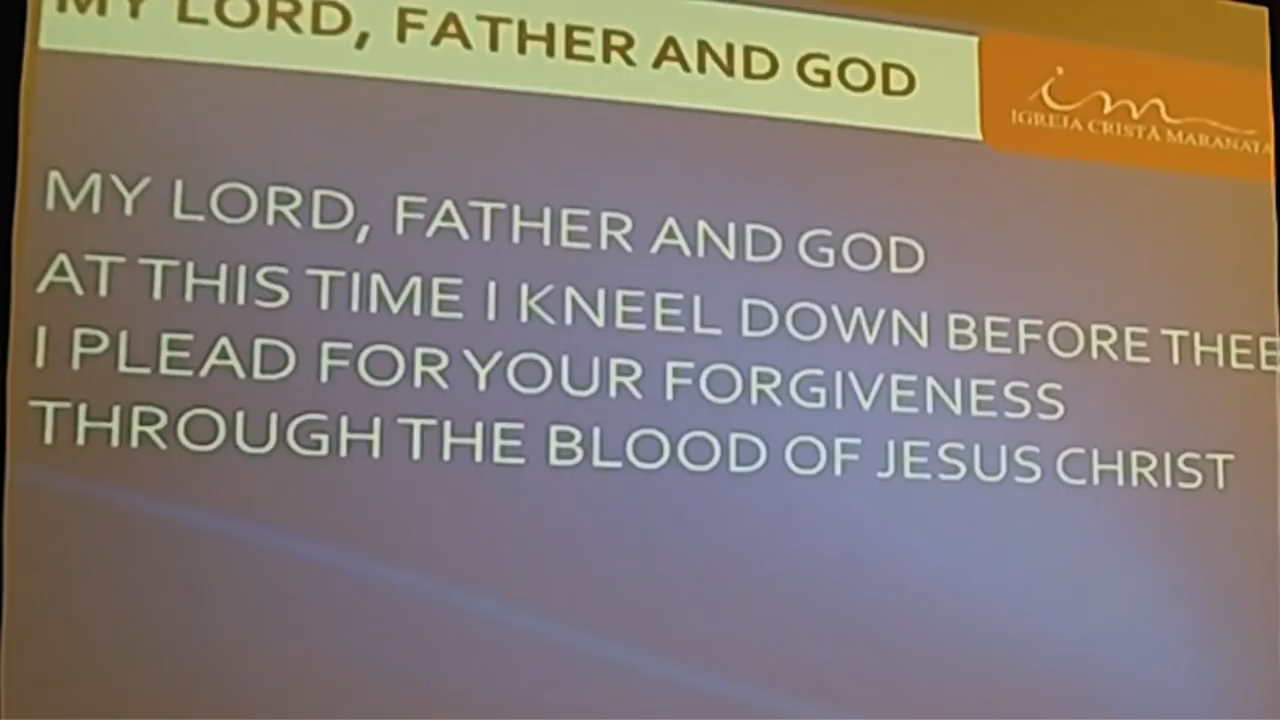 MY LORD, FATHER AND GOD
im
IGREJA CRISTÃ MARANATA
MY LORD, FATHER AND GOD
AT THIS TIME I KNEEL DOWN BEFORE THEE
I PLEAD FOR YOUR FORGIVENESS
THROUGH THE BLOOD OF JESUS CHRIST